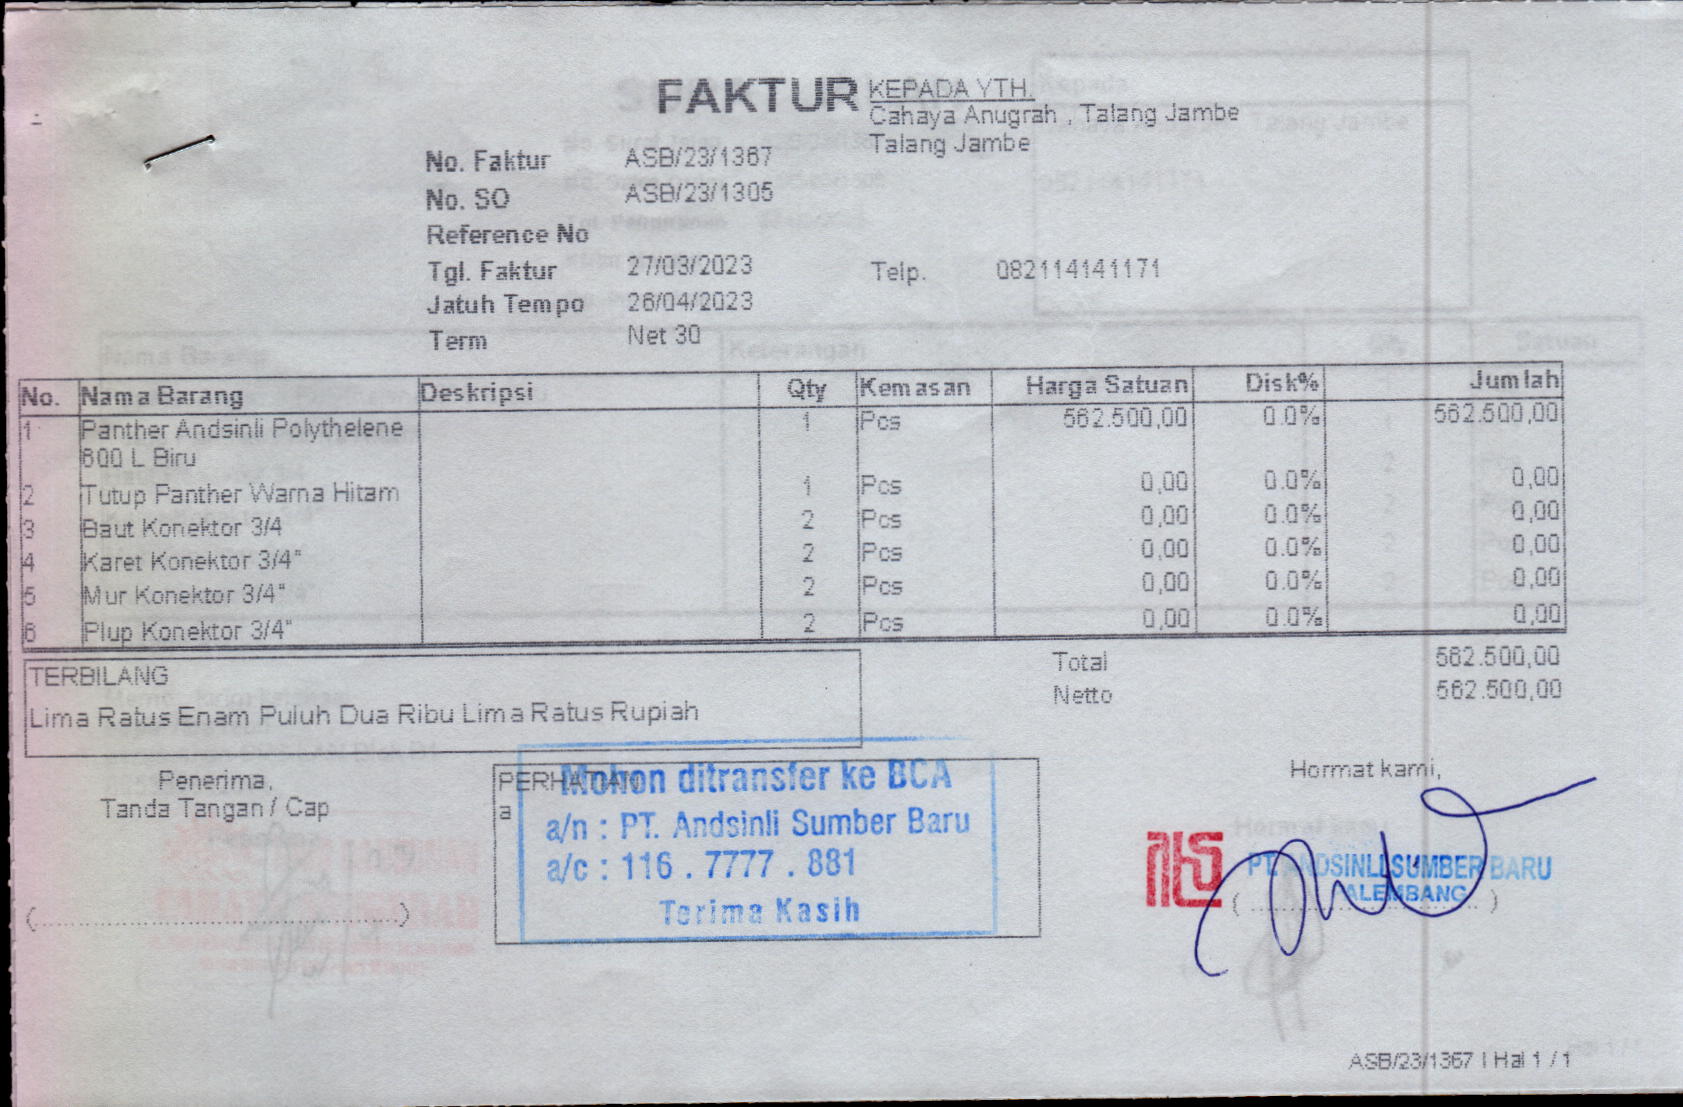 FAKTUR
KEPADA YTH.
Cahaya Anugrah , Talang Jambe
Talang Jambe
No. Faktur ASB/23/1367
No. SO ASB/23/1305
Reference No
Tgl. Faktur 27/03/2023
Telp. 082114141171
Jatuh Tempo 26/04/2023
Term Net 30
No. Nama Barang Deskripsi Qty Kemasan Harga Satuan Disk% Jumlah
1 Panther Andsinli Polythelene 1 Pcs 562.500,00 0.0% 562.500,00
600 L Biru
2 Tutup Panther Warna Hitam 1 Pcs 0,00 0.0% 0,00
3 Baut Konektor 3/4 2 Pcs 0,00 0.0% 0,00
4 Karet Konektor 3/4" 2 Pcs 0,00 0.0% 0,00
5 Mur Konektor 3/4" 2 Pcs 0,00 0.0% 0,00
6 Plup Konektor 3/4" 2 Pcs 0,00 0.0% 0,00
Total 562.500,00
Netto 562.500,00
TERBILANG
Lima Ratus Enam Puluh Dua Ribu Lima Ratus Rupiah
Penerima,
Tanda Tangan / Cap
(........................................)
PERHATIAN
a
Mohon ditransfer ke BCA
a/n : PT. Andsinli Sumber Baru
a/c : 116 . 7777 . 881
Terima Kasih
Hormat kami,
PT. ANDSINLI SUMBER BARU
PALEMBANG
(........................................)
ASB/23/1367 | Hal 1 / 1